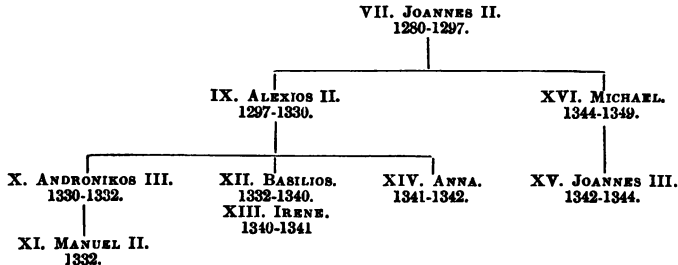 VII. JOANNES II.
1280-1297.
IX. ALEXIOS II.
1297-1330.
XVI. MICHAEL.
1344-1349.
X. ANDRONIKOS III.
1330-1332.
XII. BASILIOS.
1332-1340.
XIII. IRENE.
1340-1341
XIV. ANNA.
1341-1342.
XV. JOANNES III.
1342-1344.
XI. MANUEL II.
1332.